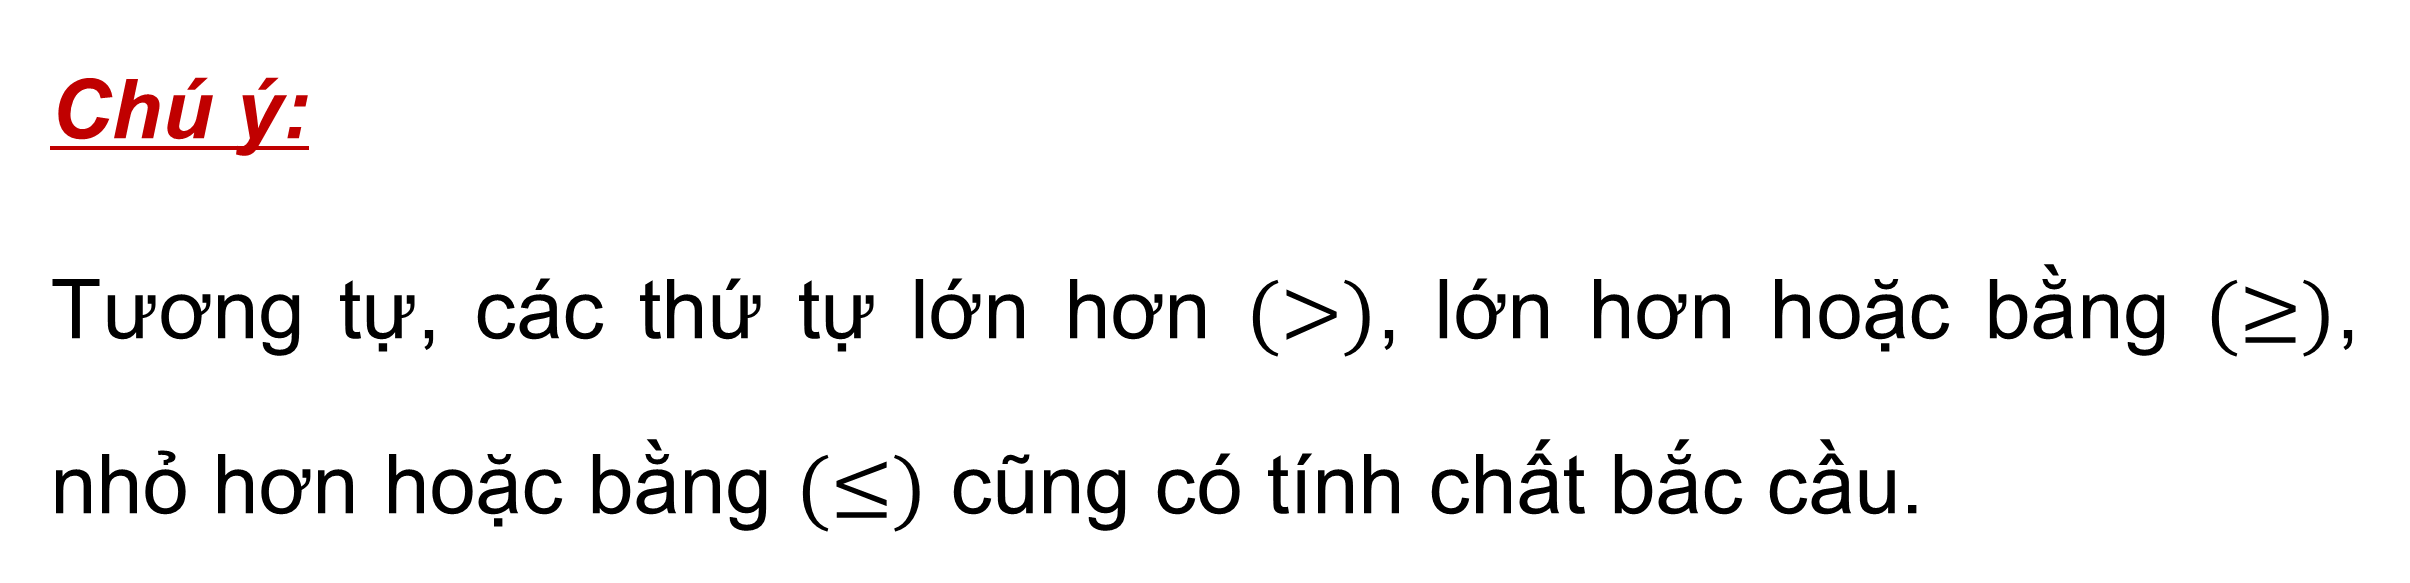 Chú ý:
Tương tự, các thứ tự lớn hơn (>), lớn hơn hoặc bằng (≥),
nhỏ hơn hoặc bằng (≤) cũng có tính chất bắc cầu.